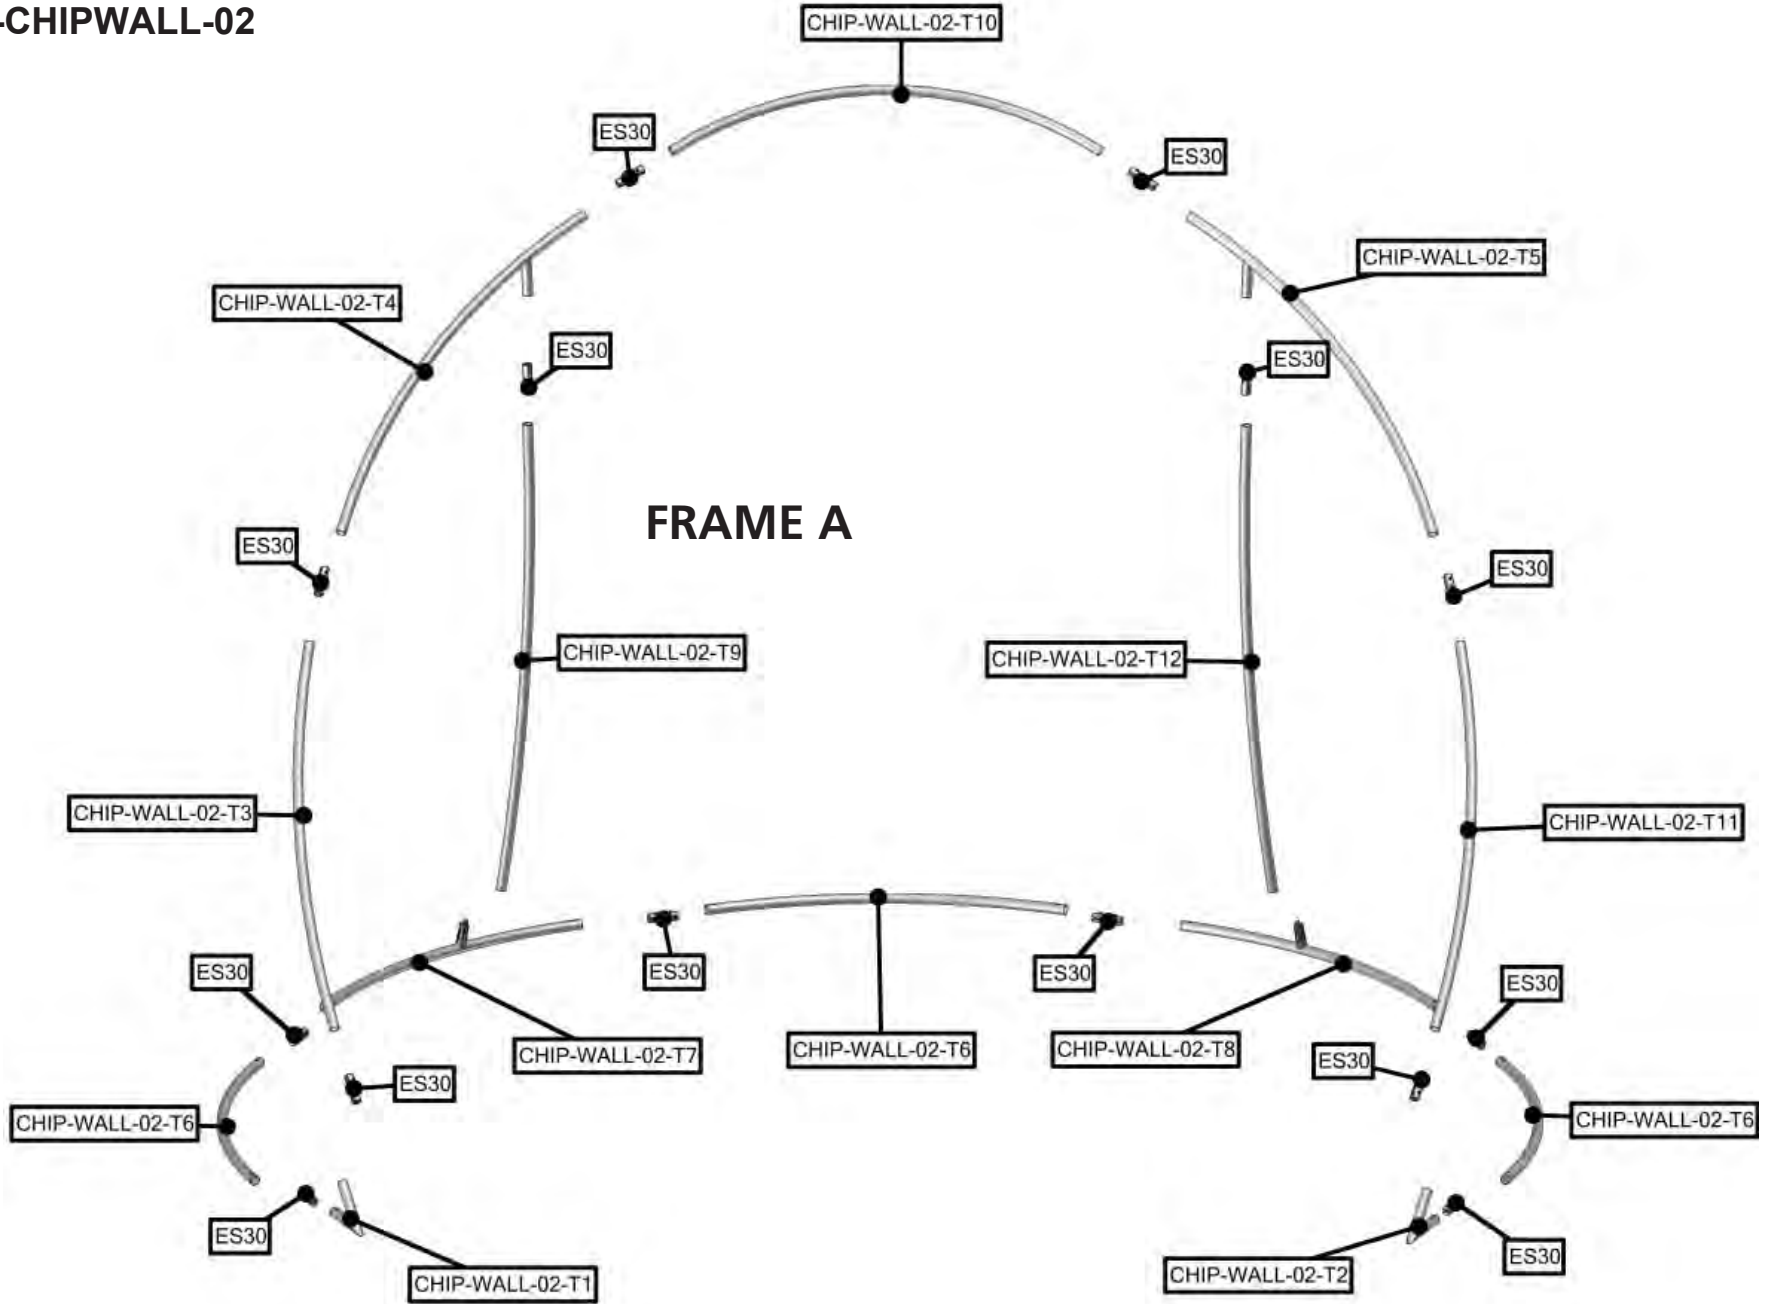 -CHIPWALL-02
CHIP-WALL-02-T10
ES30
ES30
CHIP-WALL-02-T5
CHIP-WALL-02-T4
ES30
ES30
FRAME A
ES30
ES30
CHIP-WALL-02-T9
CHIP-WALL-02-T12
CHIP-WALL-02-T3
CHIP-WALL-02-T11
ES30
ES30
ES30
ES30
CHIP-WALL-02-T7
CHIP-WALL-02-T6
CHIP-WALL-02-T8
ES30
ES30
CHIP-WALL-02-T6
CHIP-WALL-02-T6
ES30
ES30
CHIP-WALL-02-T1
CHIP-WALL-02-T2